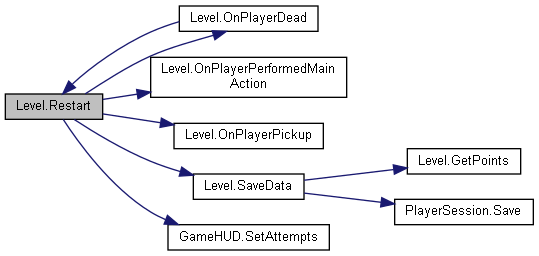 Level.OnPlayerDead
Level.OnPlayerPerformedMain
Action
Level.Restart
Level.OnPlayerPickup
Level.GetPoints
Level.SaveData
PlayerSession.Save
GameHUD.SetAttempts